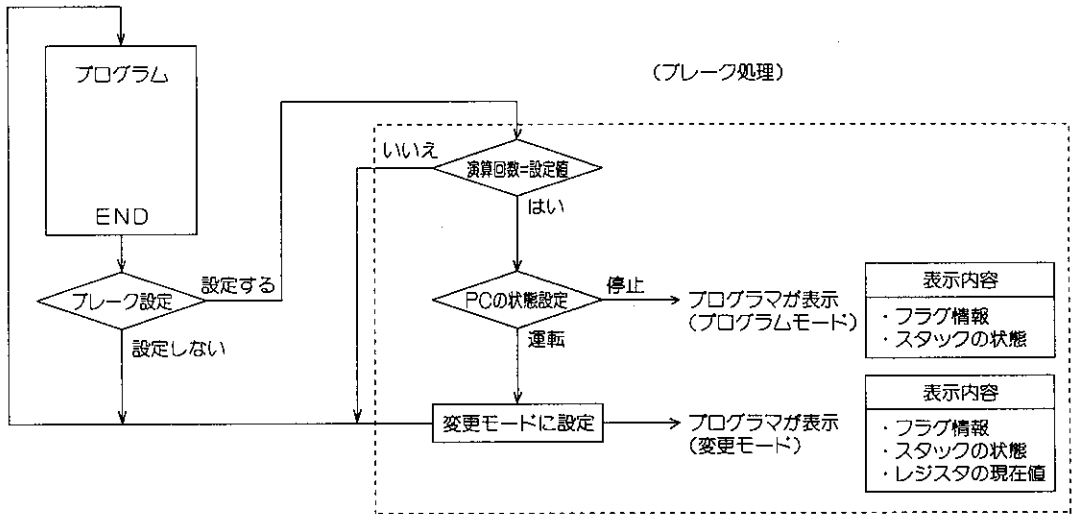 プログラム
END
ブレーク設定
設定する
設定しない
(ブレーク処理)
演算回数=設定値
いいえ
はい
PCの状態設定
停止
運転
プログラマが表示
(プログラムモード)
表示内容
・フラグ情報
・スタックの状態
変更モードに設定
プログラマが表示
(変更モード)
表示内容
・フラグ情報
・スタックの状態
・レジスタの現在値